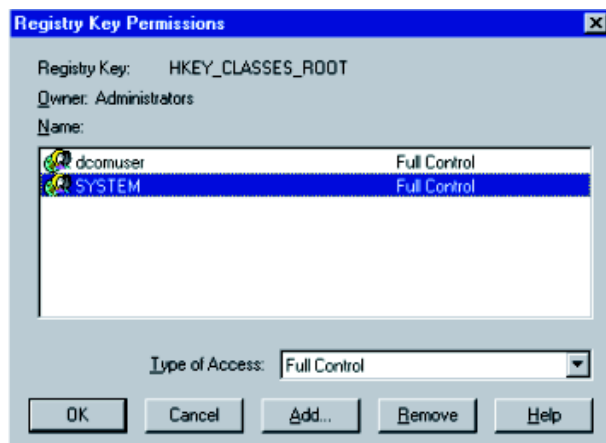 Registry Key Permissions
Registry Key: HKEY_CLASSES_ROOT
Owner: Administrators
Name:
dcomuser Full Control
SYSTEM Full Control
Type of Access: Full Control
OK Cancel Add... Remove Help